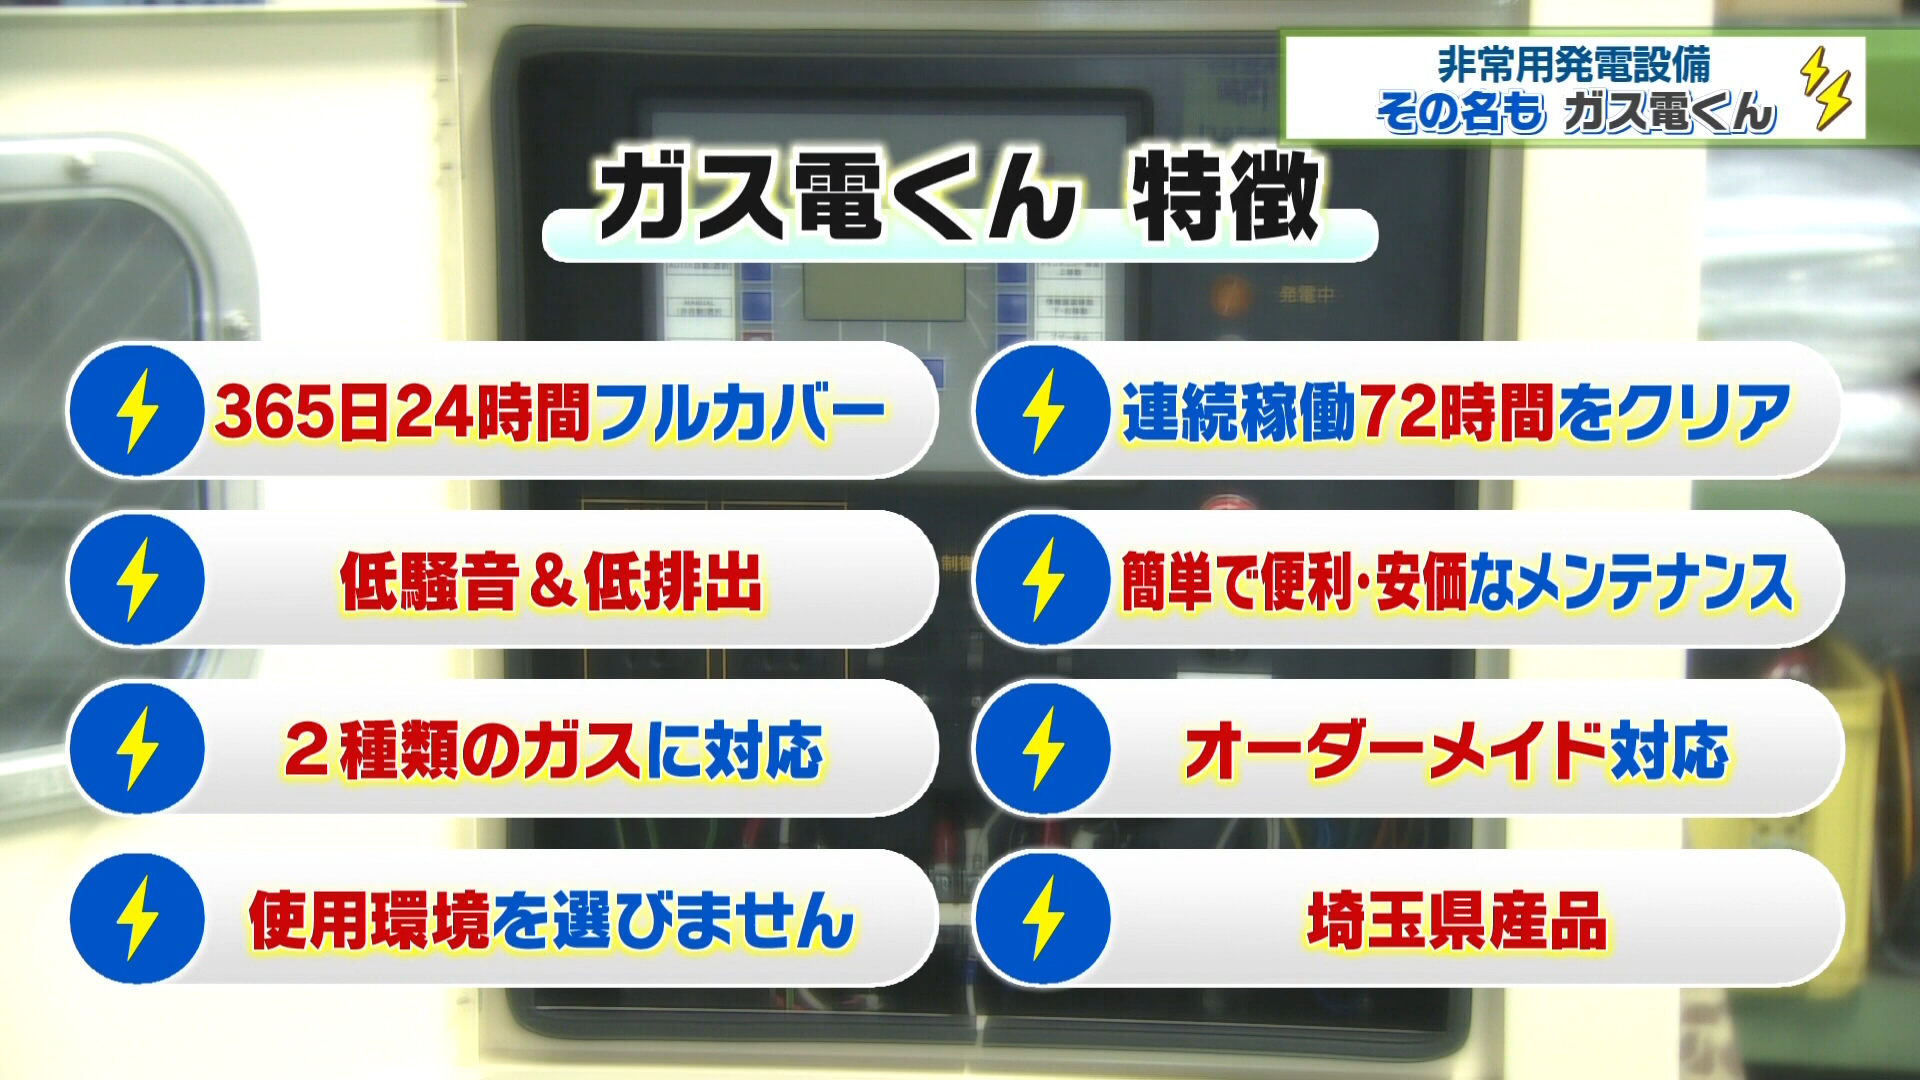 非常用発電設備
その名も ガス電くん
ガス電くん 特徴
発電中
365日24時間フルカバー
連続稼働72時間をクリア
低騒音＆低排出
簡単で便利・安価なメンテナンス
２種類のガスに対応
オーダーメイド対応
使用環境を選びません
埼玉県産品